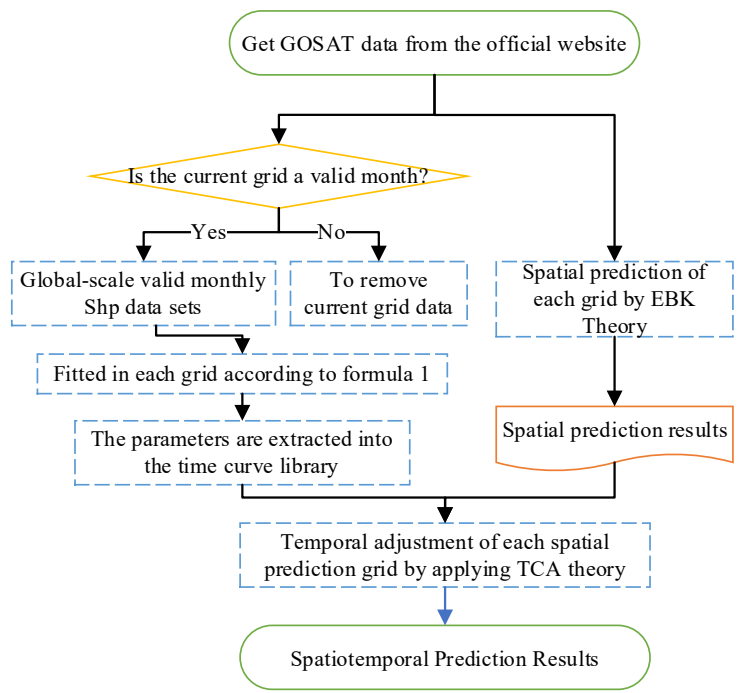 Get GOSAT data from the official website
Is the current grid a valid month?
Yes
No
Global-scale valid monthly
Shp data sets
To remove
current grid data
Spatial prediction of
each grid by EBK
Theory
Fitted in each grid according to formula 1
The parameters are extracted into
the time curve library
Spatial prediction results
Temporal adjustment of each spatial
prediction grid by applying TCA theory
Spatiotemporal Prediction Results